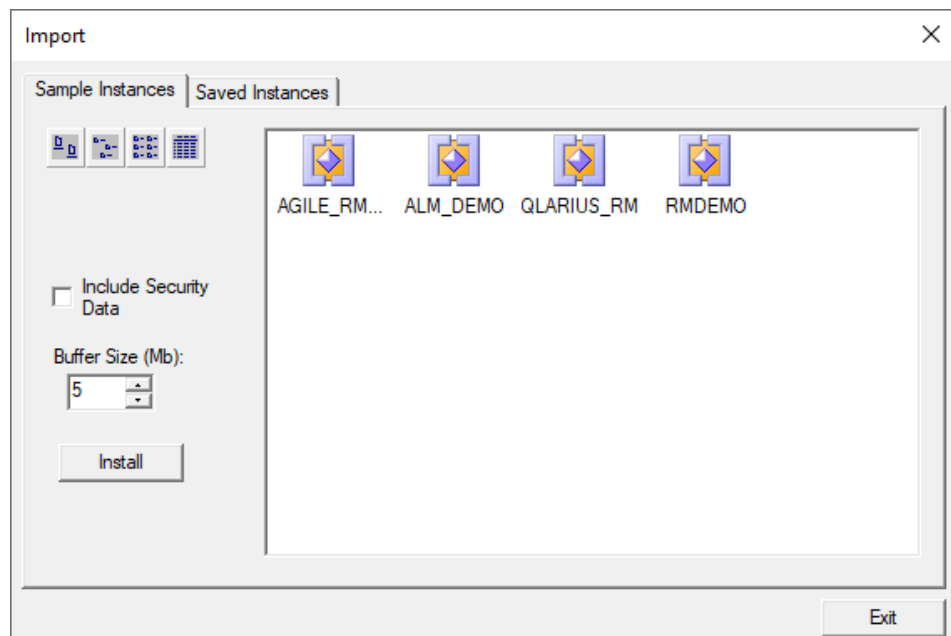 Import
Sample Instances
Saved Instances
AGILE_RM...
ALM_DEMO
QLARIUS_RM
RMDEMO
Include Security
Data
Buffer Size (Mb):
5
Install
Exit